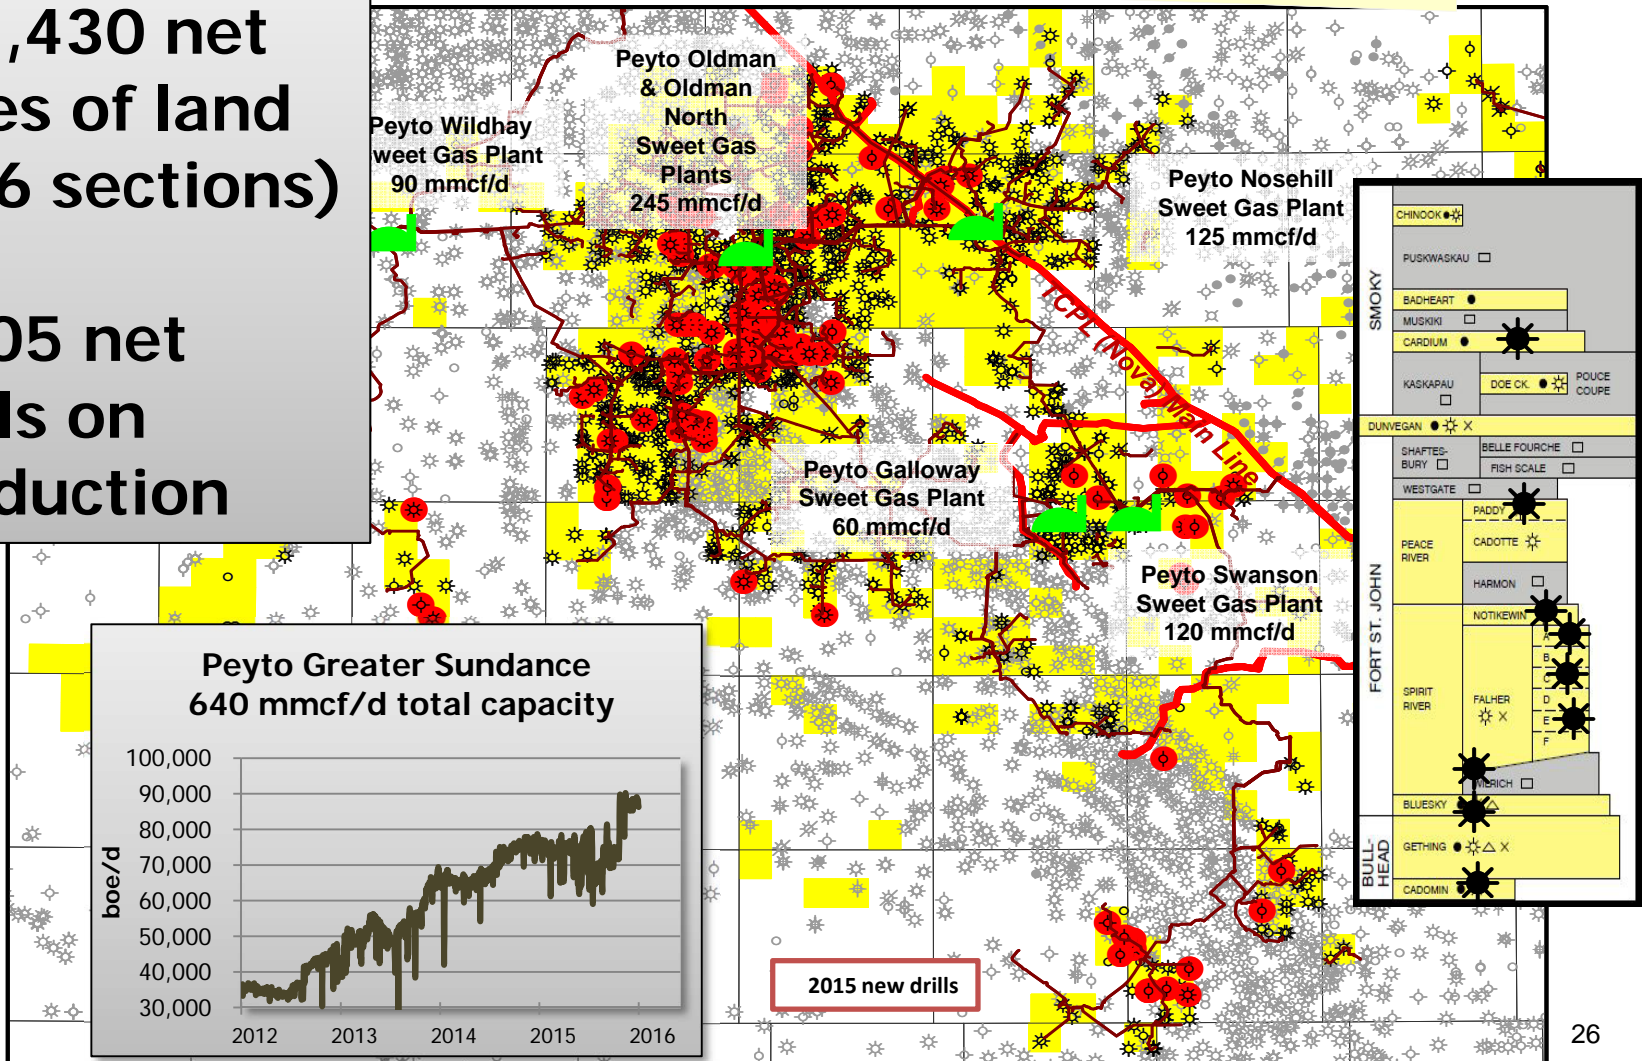 ,430 net
es of land
6 sections)
05 net
ls on
duction
Peyto Wildhay
weet Gas Plant
90 mmcf/d
Peyto Oldman
& Oldman
North
Sweet Gas
Plants
245 mmcf/d
Peyto Nosehill
Sweet Gas Plant
125 mmcf/d
TCPL (Nova) Main Line
Peyto Galloway
Sweet Gas Plant
60 mmcf/d
Peyto Swanson
Sweet Gas Plant
120 mmcf/d
Peyto Greater Sundance
640 mmcf/d total capacity
boe/d
100,000
90,000
80,000
70,000
60,000
50,000
40,000
30,000
2012 2013 2014 2015 2016
2015 new drills
SMOKY
CHINOOK
PUSKWASKAU
BADHEART
MUSKIKI
CARDIUM
KASKAPAU
DOE CK.
POUCE
COUPE
DUNVEGAN
SHAFTES-
BURY
BELLE FOURCHE
FISH SCALE
WESTGATE
FORT ST. JOHN
PEACE
RIVER
PADDY
CADOTTE
HARMON
NOTIKEWIN
SPIRIT
RIVER
FALHER
A
B
C
D
E
F
MERICH
BLUESKY
BULL-
HEAD
GETHING
CADOMIN
26